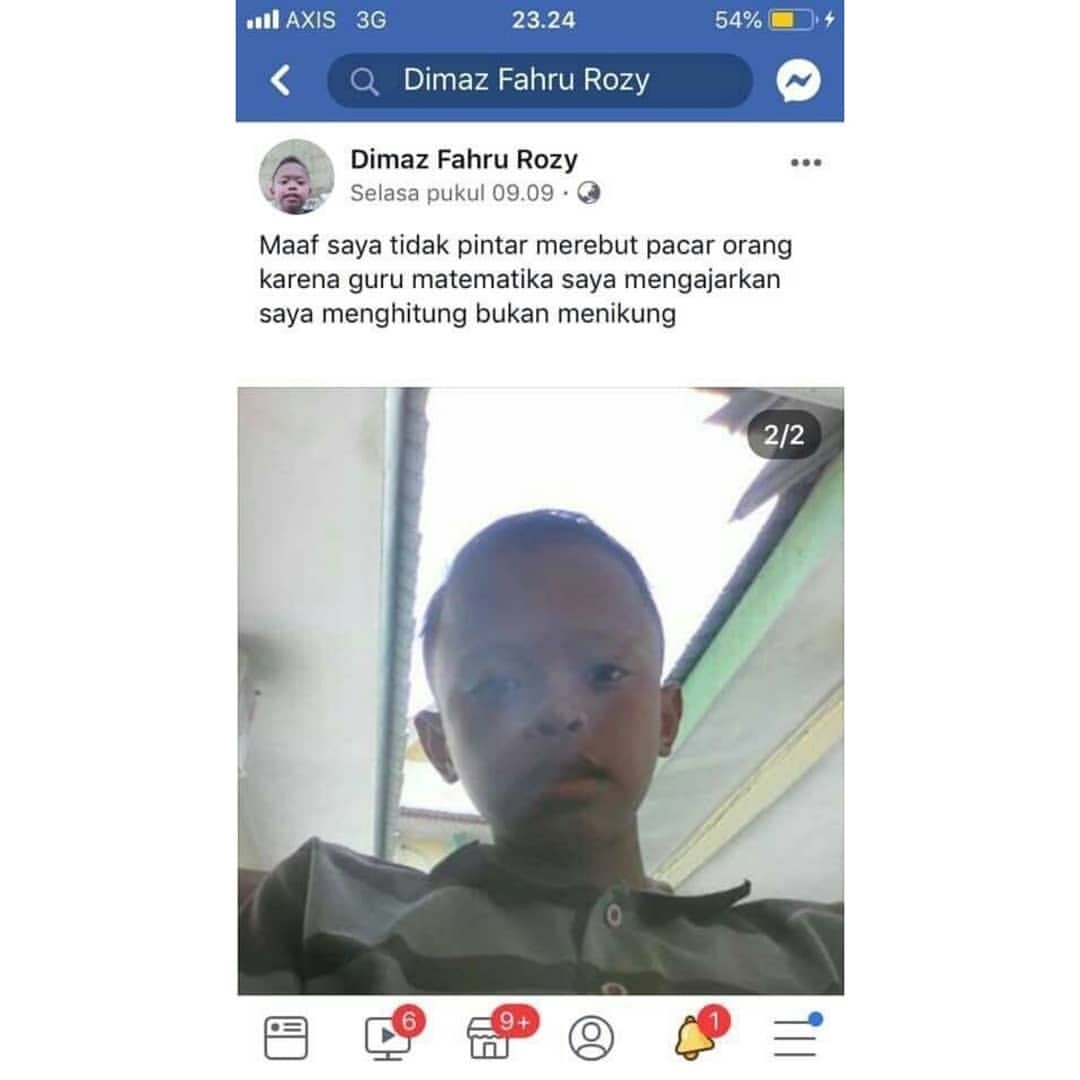 AXIS 3G 23.24 54%
Dimaz Fahru Rozy
Dimaz Fahru Rozy
Selasa pukul 09.09 ·
Maaf saya tidak pintar merebut pacar orang
karena guru matematika saya mengajarkan
saya menghitung bukan menikung
2/2
6 9+ 1